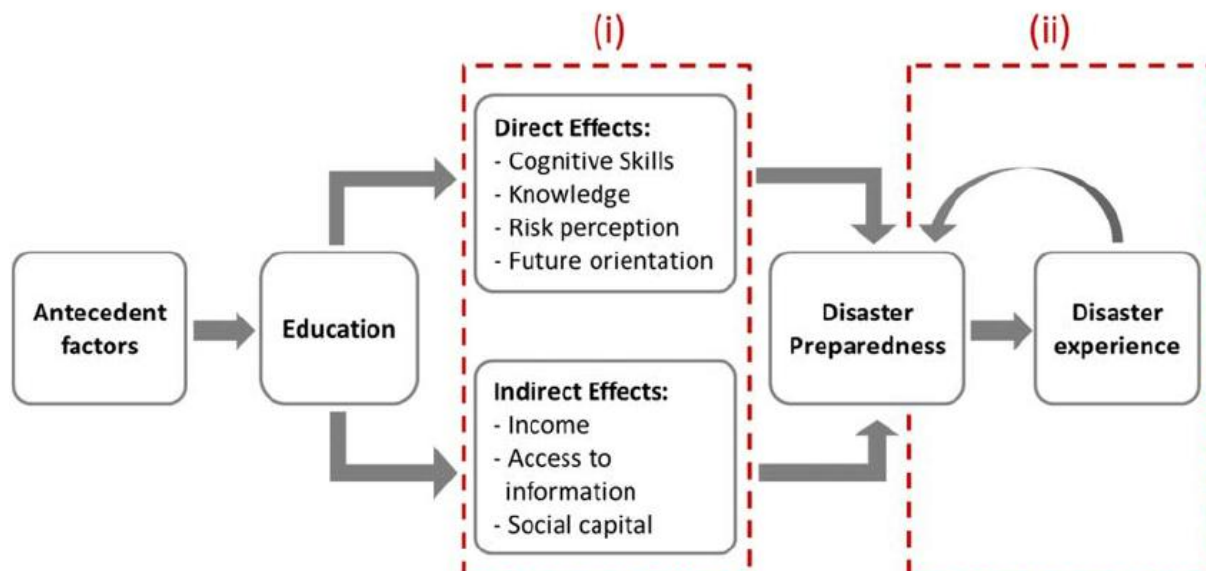 (i)
(ii)
Direct Effects:
- Cognitive Skills
- Knowledge
- Risk perception
- Future orientation
Antecedent
factors
Education
Disaster
Preparedness
Disaster
experience
Indirect Effects:
- Income
- Access to
information
- Social capital